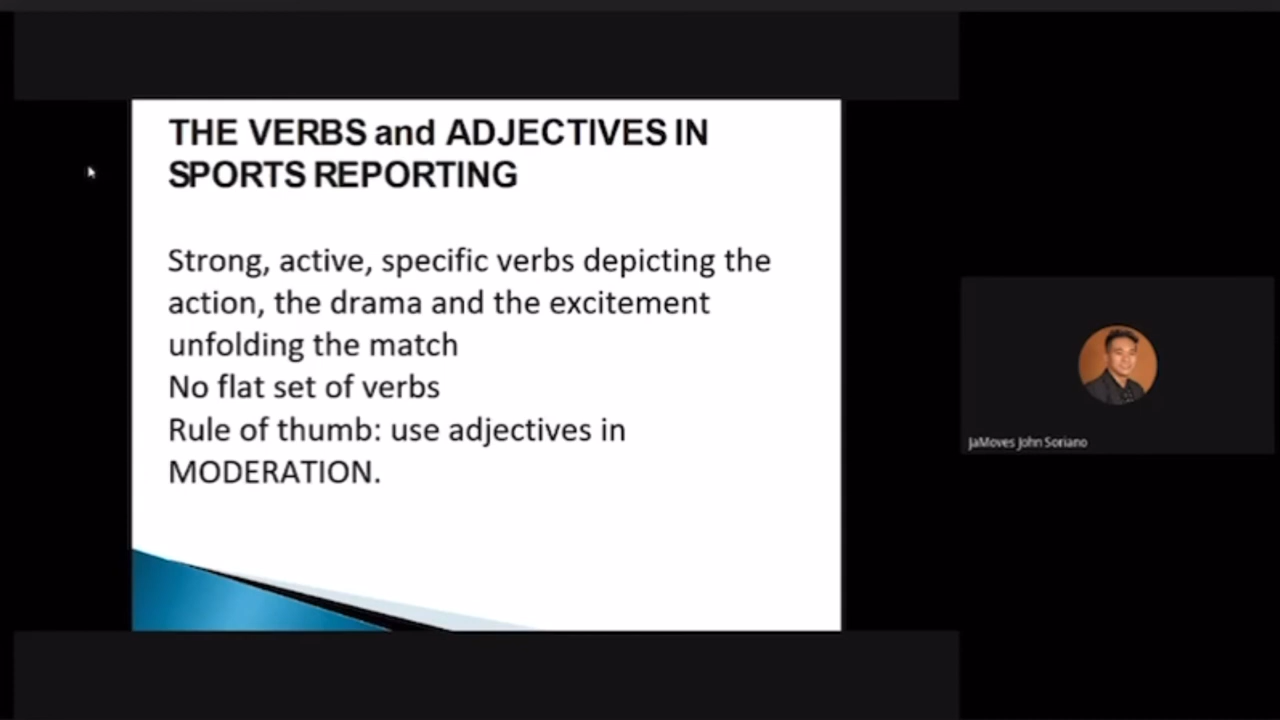 THE VERBS and ADJECTIVES IN
SPORTS REPORTING
Strong, active, specific verbs depicting the
action, the drama and the excitement
unfolding the match
No flat set of verbs
Rule of thumb: use adjectives in
MODERATION.
JaMoves John Soriano